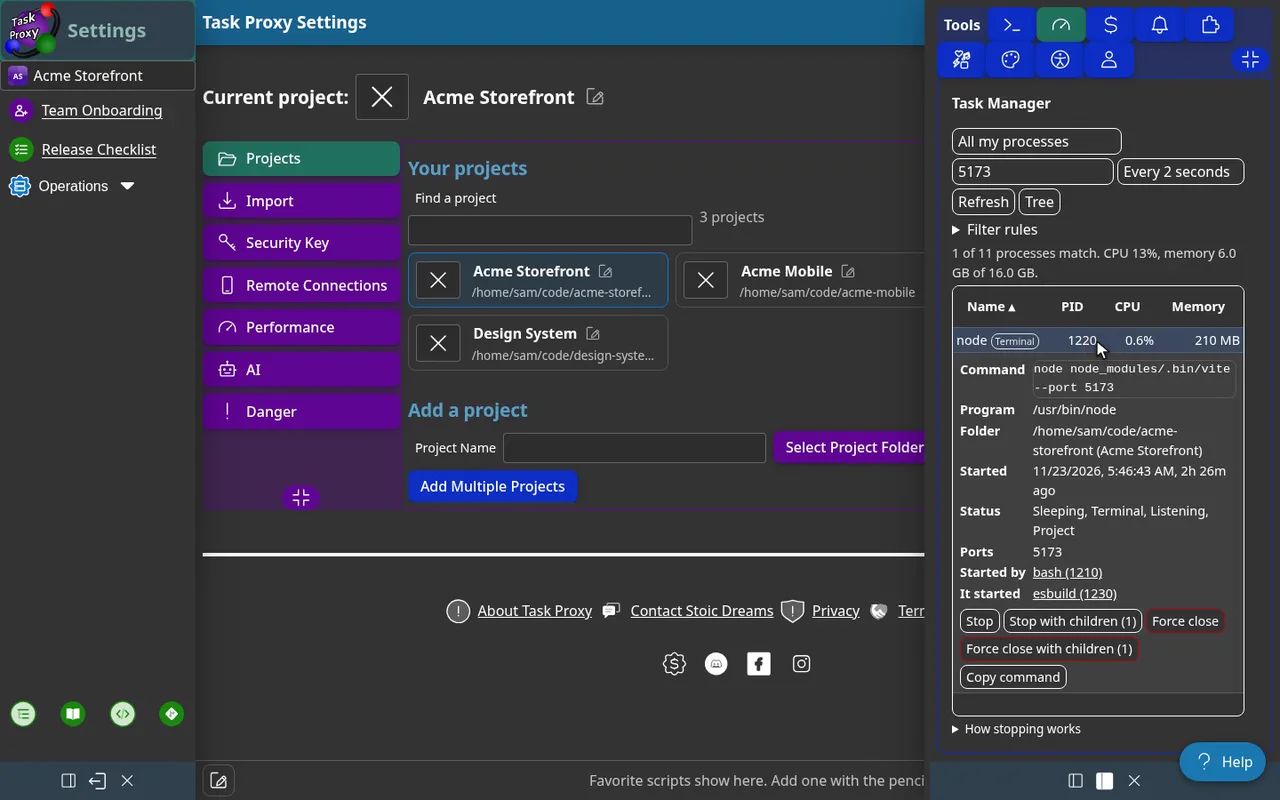 Task Proxy
Settings
AS Acme Storefront
Team Onboarding
Release Checklist
Operations
Task Proxy Settings
Current project:
Acme Storefront
Projects
Import
Security Key
Remote Connections
Performance
AI
Danger
Your projects
Find a project
3 projects
Acme Storefront
/home/sam/code/acme-storef...
Acme Mobile
/home/sam/code/acme-mobile
Design System
/home/sam/code/design-syste...
Add a project
Project Name
Select Project Folder
Add Multiple Projects
About Task Proxy
Contact Stoic Dreams
Privacy
Terr
Favorite scripts show here. Add one with the penci
Tools
Task Manager
All my processes
5173
Every 2 seconds
Refresh
Tree
Filter rules
1 of 11 processes match. CPU 13%, memory 6.0
GB of 16.0 GB.
Name ▲ PID CPU Memory
node Terminal 1220 0.6% 210 MB
Command node node_modules/.bin/vite
--port 5173
Program /usr/bin/node
Folder /home/sam/code/acme-
storefront (Acme Storefront)
Started 11/23/2026, 5:46:43 AM, 2h 26m
ago
Status Sleeping, Terminal, Listening,
Project
Ports 5173
Started by bash (1210)
It started esbuild (1230)
Stop
Stop with children (1)
Force close
Force close with children (1)
Copy command
How stopping works
Help